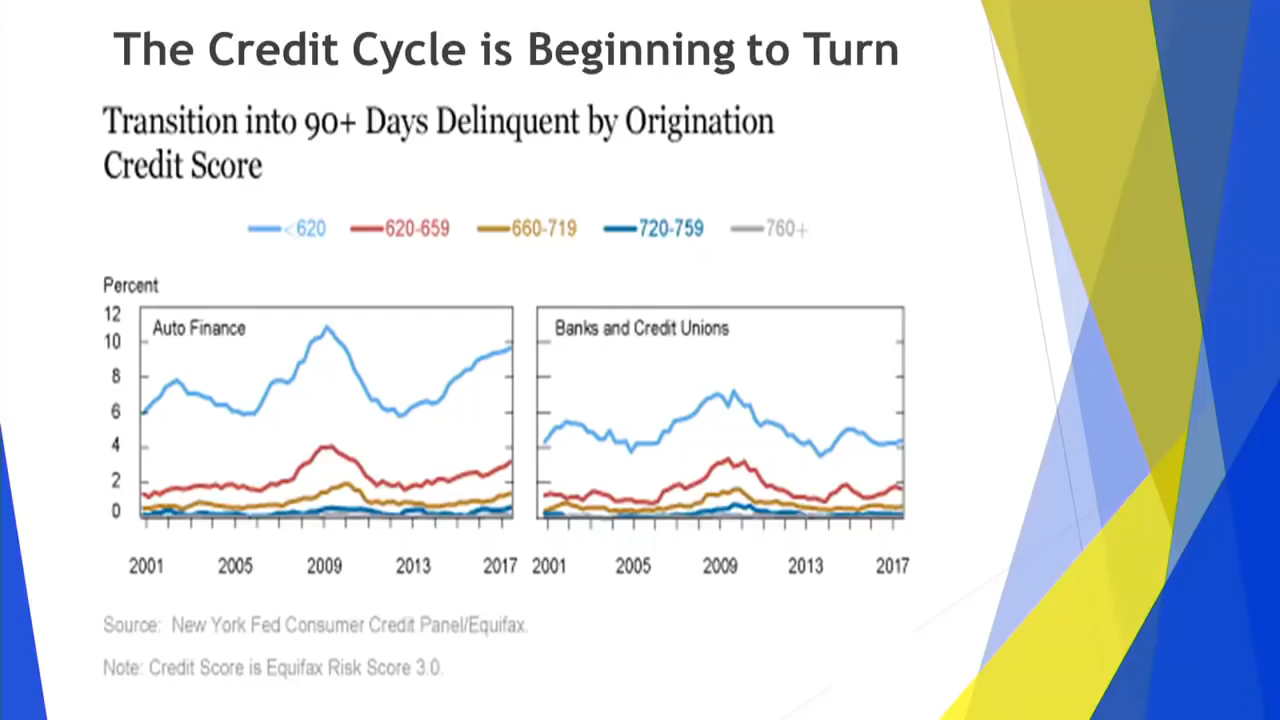 The Credit Cycle is Beginning to Turn
Transition into 90+ Days Delinquent by Origination
Credit Score
<620 620-659 660-719 720-759 760+
Percent
12
10
8
6
4
2
0
Auto Finance
Banks and Credit Unions
2001 2005 2009 2013 2017 2001 2005 2009 2013 2017
Source: New York Fed Consumer Credit Panel/Equifax.
Note: Credit Score is Equifax Risk Score 3.0.